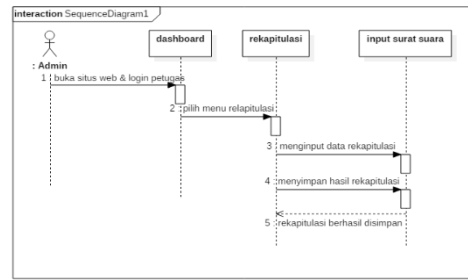 interaction SequenceDiagram1
dashboard
rekapitulasi
input surat suara
: Admin
1 : buka situs web & login petugas
2 : pilih menu relapitulasi
3 : menginput data rekapitulasi
4 : menyimpan hasil rekapitulasi
5 : rekapitulasi berhasil disimpan